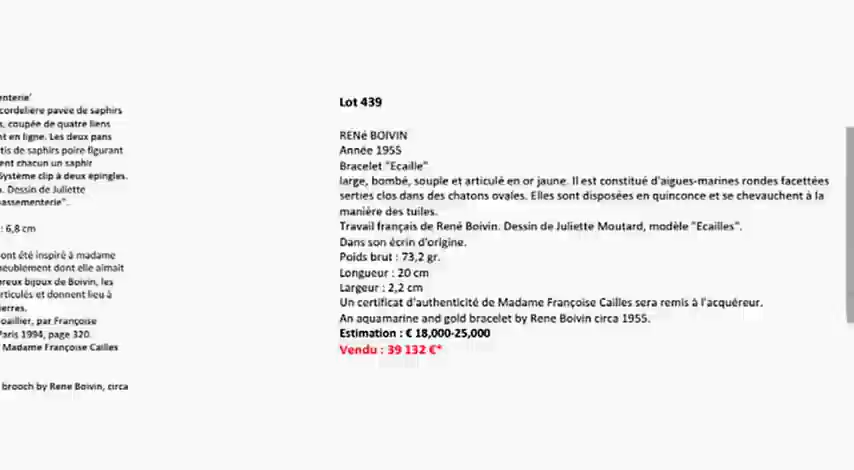 enterie'
cordelière pavée de saphirs
s, coupée de quatre liens
nt en ligne. Les deux pans
tis de saphirs poire figurant
ent chacun un saphir
Système clip à deux épingles.
. Dessin de Juliette
assementerie".
: 6,8 cm
ont été inspiré à madame
meublement dont elle aimait
reux bijoux de Boivin, les
rticulés et donnent lieu à
ierres.
oaillier, par Françoise
Paris 1994, page 320.
Madame Françoise Cailles
brooch by Rene Boivin, circa
Lot 439
RENé BOIVIN
Année 1955
Bracelet "Ecaille"
large, bombé, souple et articulé en or jaune. Il est constitué d'aigues-marines rondes facettées
serties clos dans des chatons ovales. Elles sont disposées en quinconce et se chevauchent à la
manière des tuiles.
Travail français de René Boivin. Dessin de Juliette Moutard, modèle "Ecailles".
Dans son écrin d'origine.
Poids brut : 73,2 gr.
Longueur : 20 cm
Largeur : 2,2 cm
Un certificat d'authenticité de Madame Françoise Cailles sera remis à l'acquéreur.
An aquamarine and gold bracelet by Rene Boivin circa 1955.
Estimation : € 18,000-25,000
Vendu : 39 132 €*